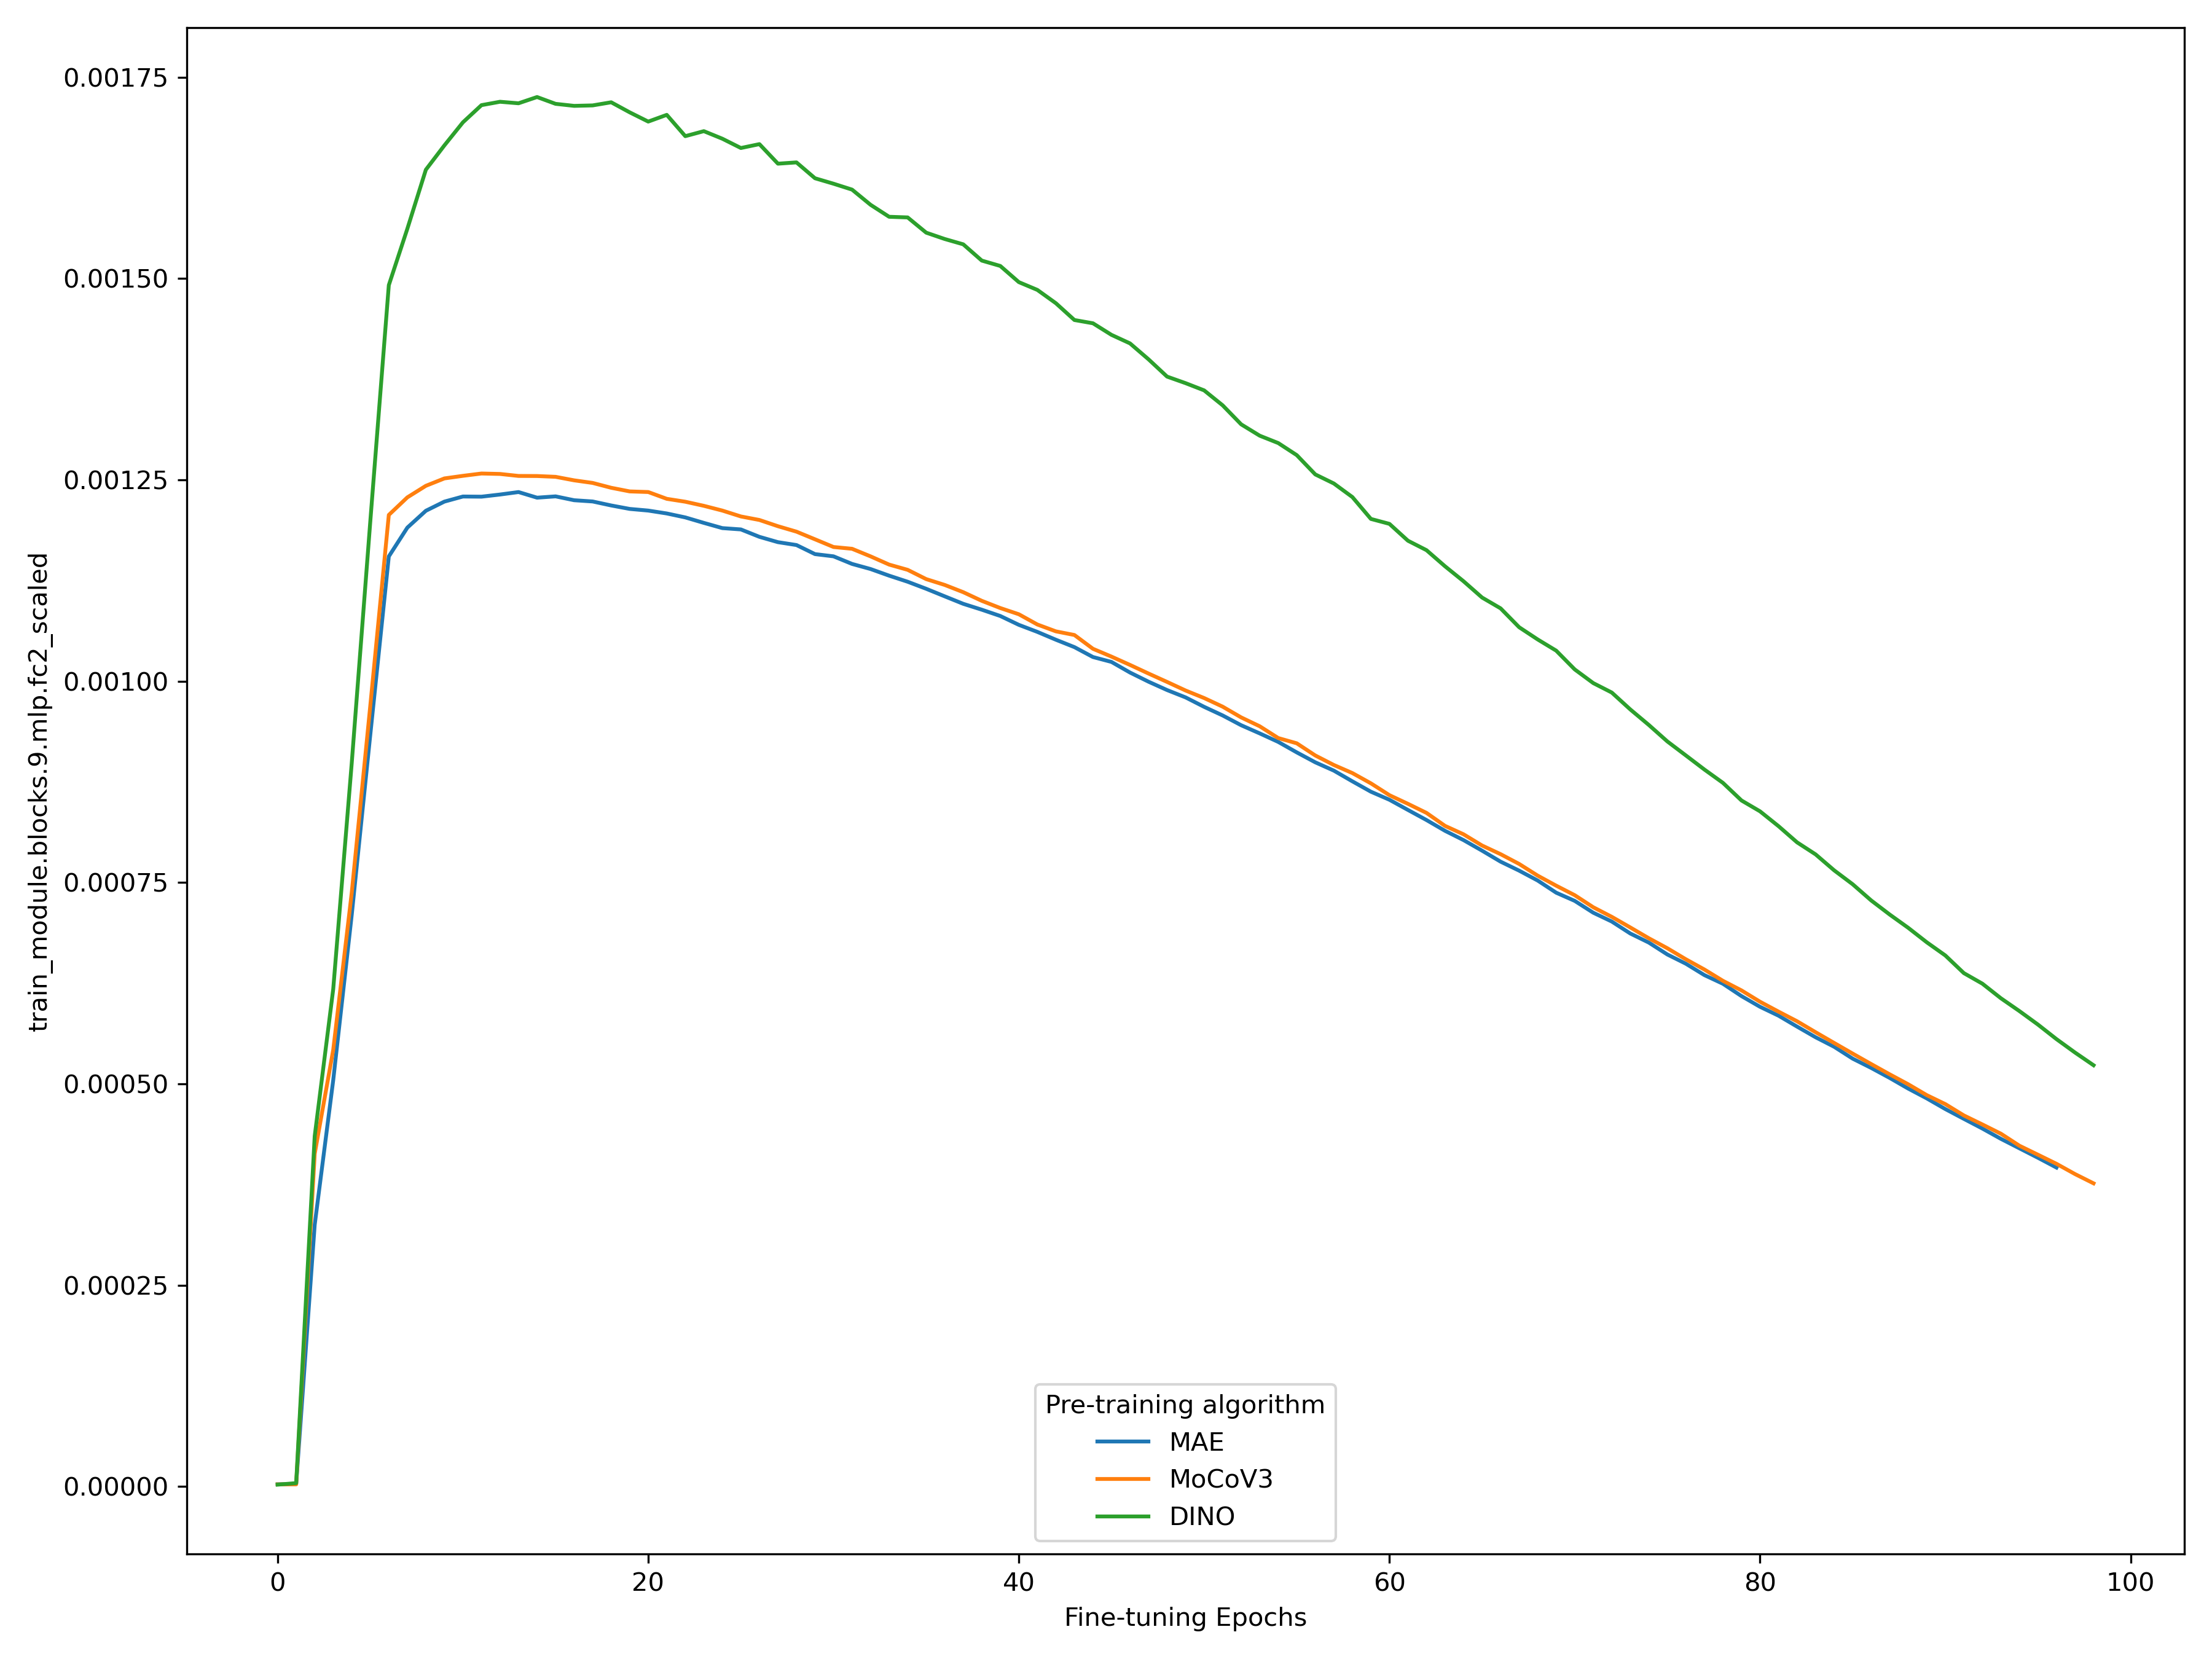 0.00175
0.00150
0.00125
0.00100
0.00075
0.00050
0.00025
0.00000
train_module.blocks.9.mlp.fc2_scaled
Pre-training algorithm
MAE
MoCoV3
DINO
0 20 40 60 80 100
Fine-tuning Epochs